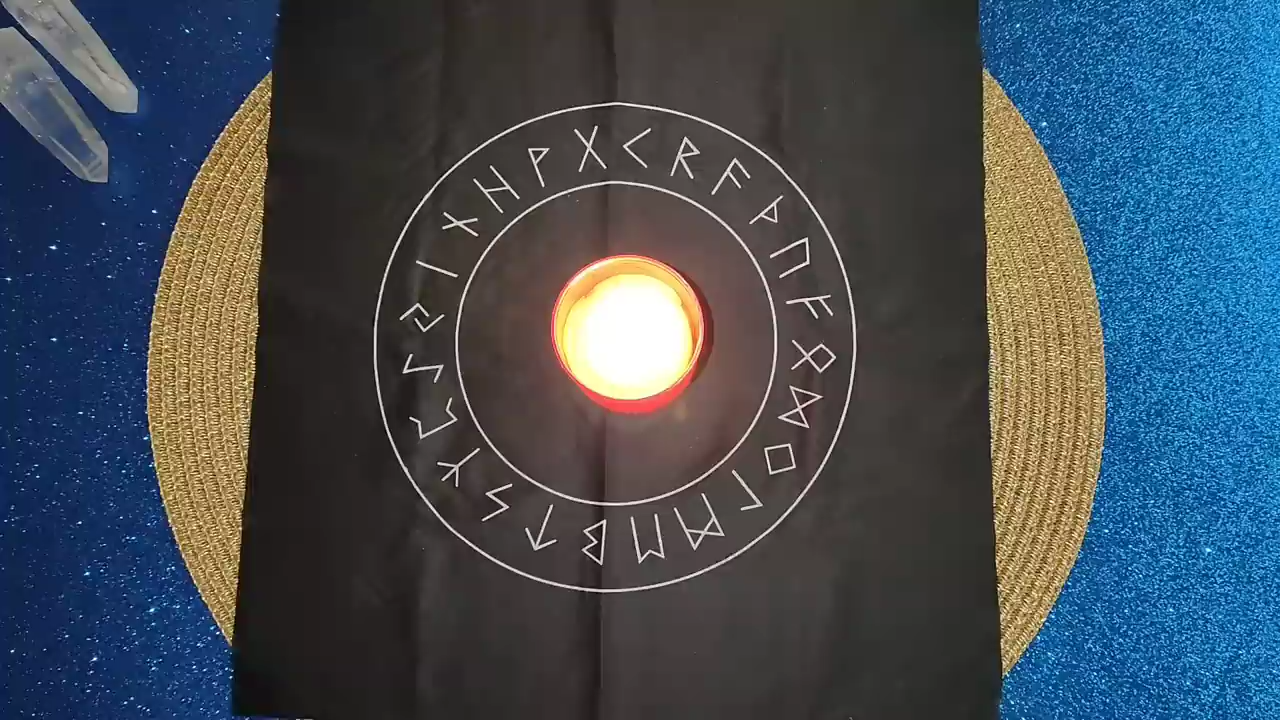 ᚠᚢᚦᚨᚱᚲᚷᚹᚺᚾᛁᛃᛇᛈᛉᛊᛏᛒᛖᛗᛚᛜᛞᛟ